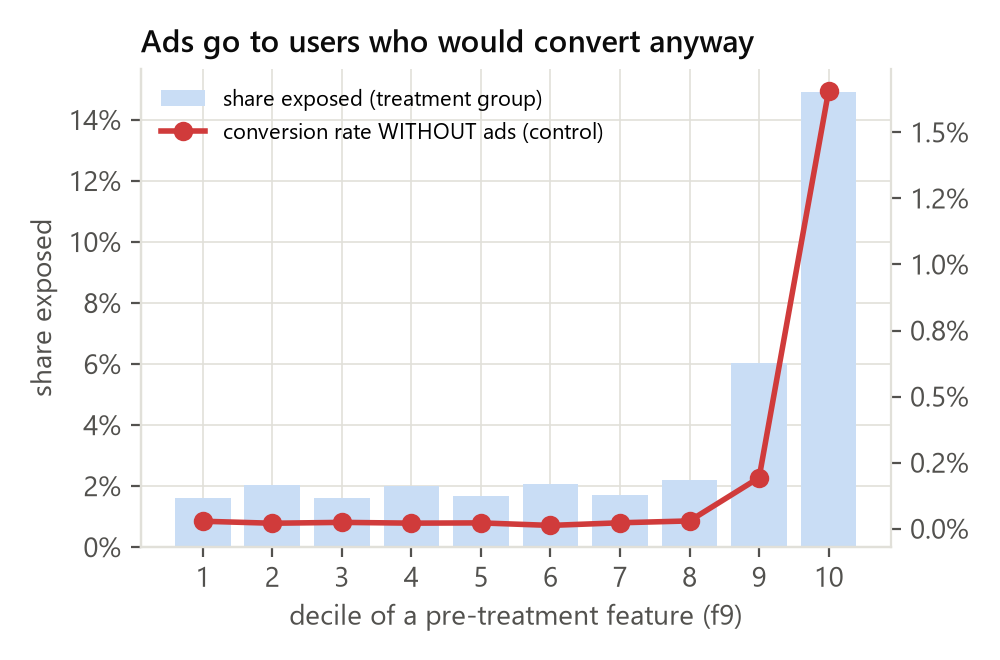 Ads go to users who would convert anyway
share exposed (treatment group)
conversion rate WITHOUT ads (control)
share exposed
14%
12%
10%
8%
6%
4%
2%
0%
1.5%
1.2%
1.0%
0.8%
0.5%
0.2%
0.0%
1 2 3 4 5 6 7 8 9 10
decile of a pre-treatment feature (f9)